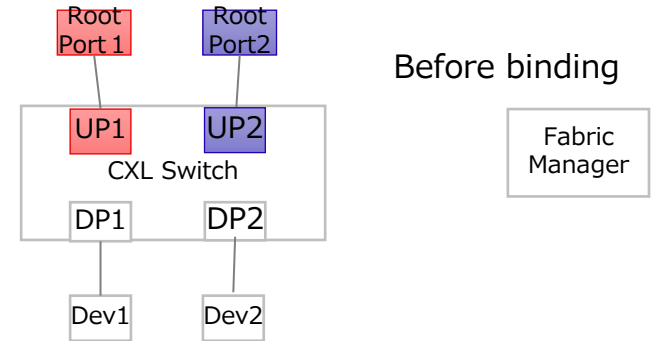 Root
Port 1
Root
Port2
Before binding
UP1
UP2
CXL Switch
Fabric
Manager
DP1
DP2
Dev1
Dev2